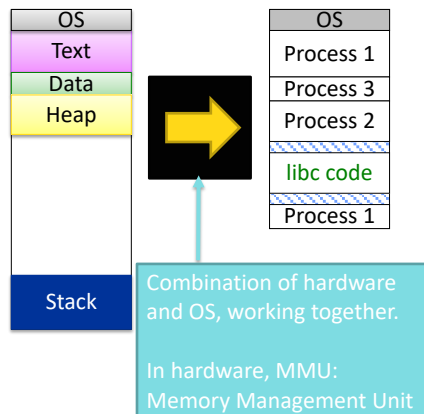 OS
Text
Data
Heap
Stack
OS
Process 1
Process 3
Process 2
libc code
Process 1
Combination of hardware
and OS, working together.
In hardware, MMU:
Memory Management Unit